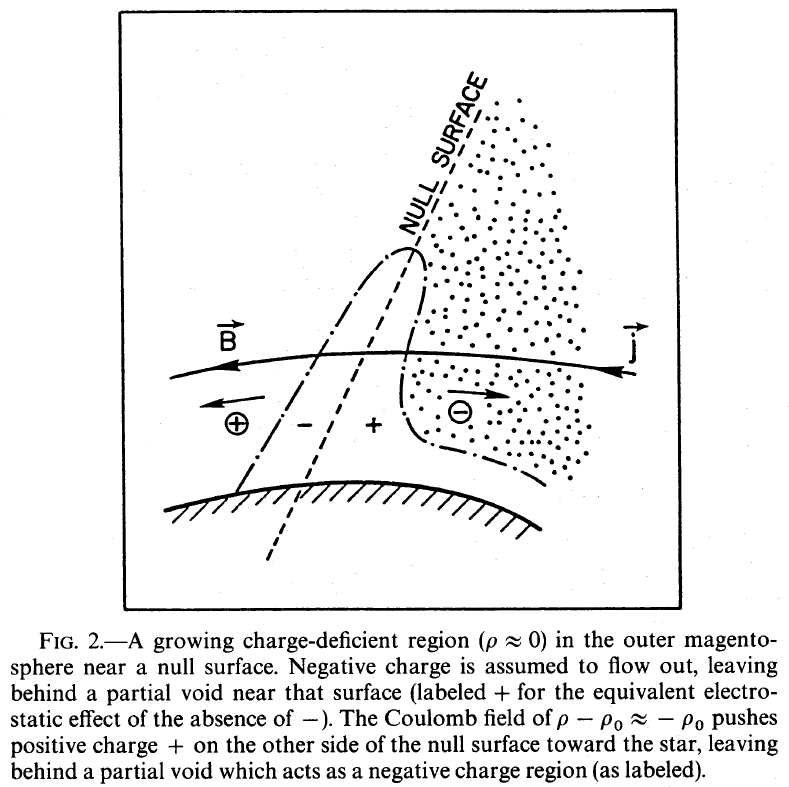 NULL SURFACE
B
j
⊕
−
+
⊖
FIG. 2.—A growing charge-deficient region (ρ ≈ 0) in the outer magento-
sphere near a null surface. Negative charge is assumed to flow out, leaving
behind a partial void near that surface (labeled + for the equivalent electro-
static effect of the absence of −). The Coulomb field of ρ − ρ₀ ≈ − ρ₀ pushes
positive charge + on the other side of the null surface toward the star, leaving
behind a partial void which acts as a negative charge region (as labeled).